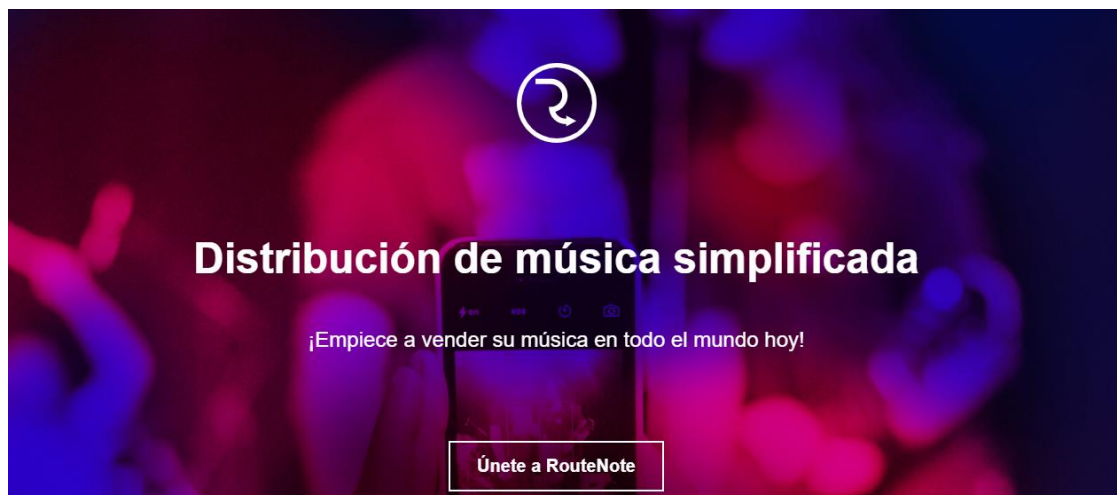 Distribución de música simplificada
¡Empiece a vender su música en todo el mundo hoy!
Únete a RouteNote